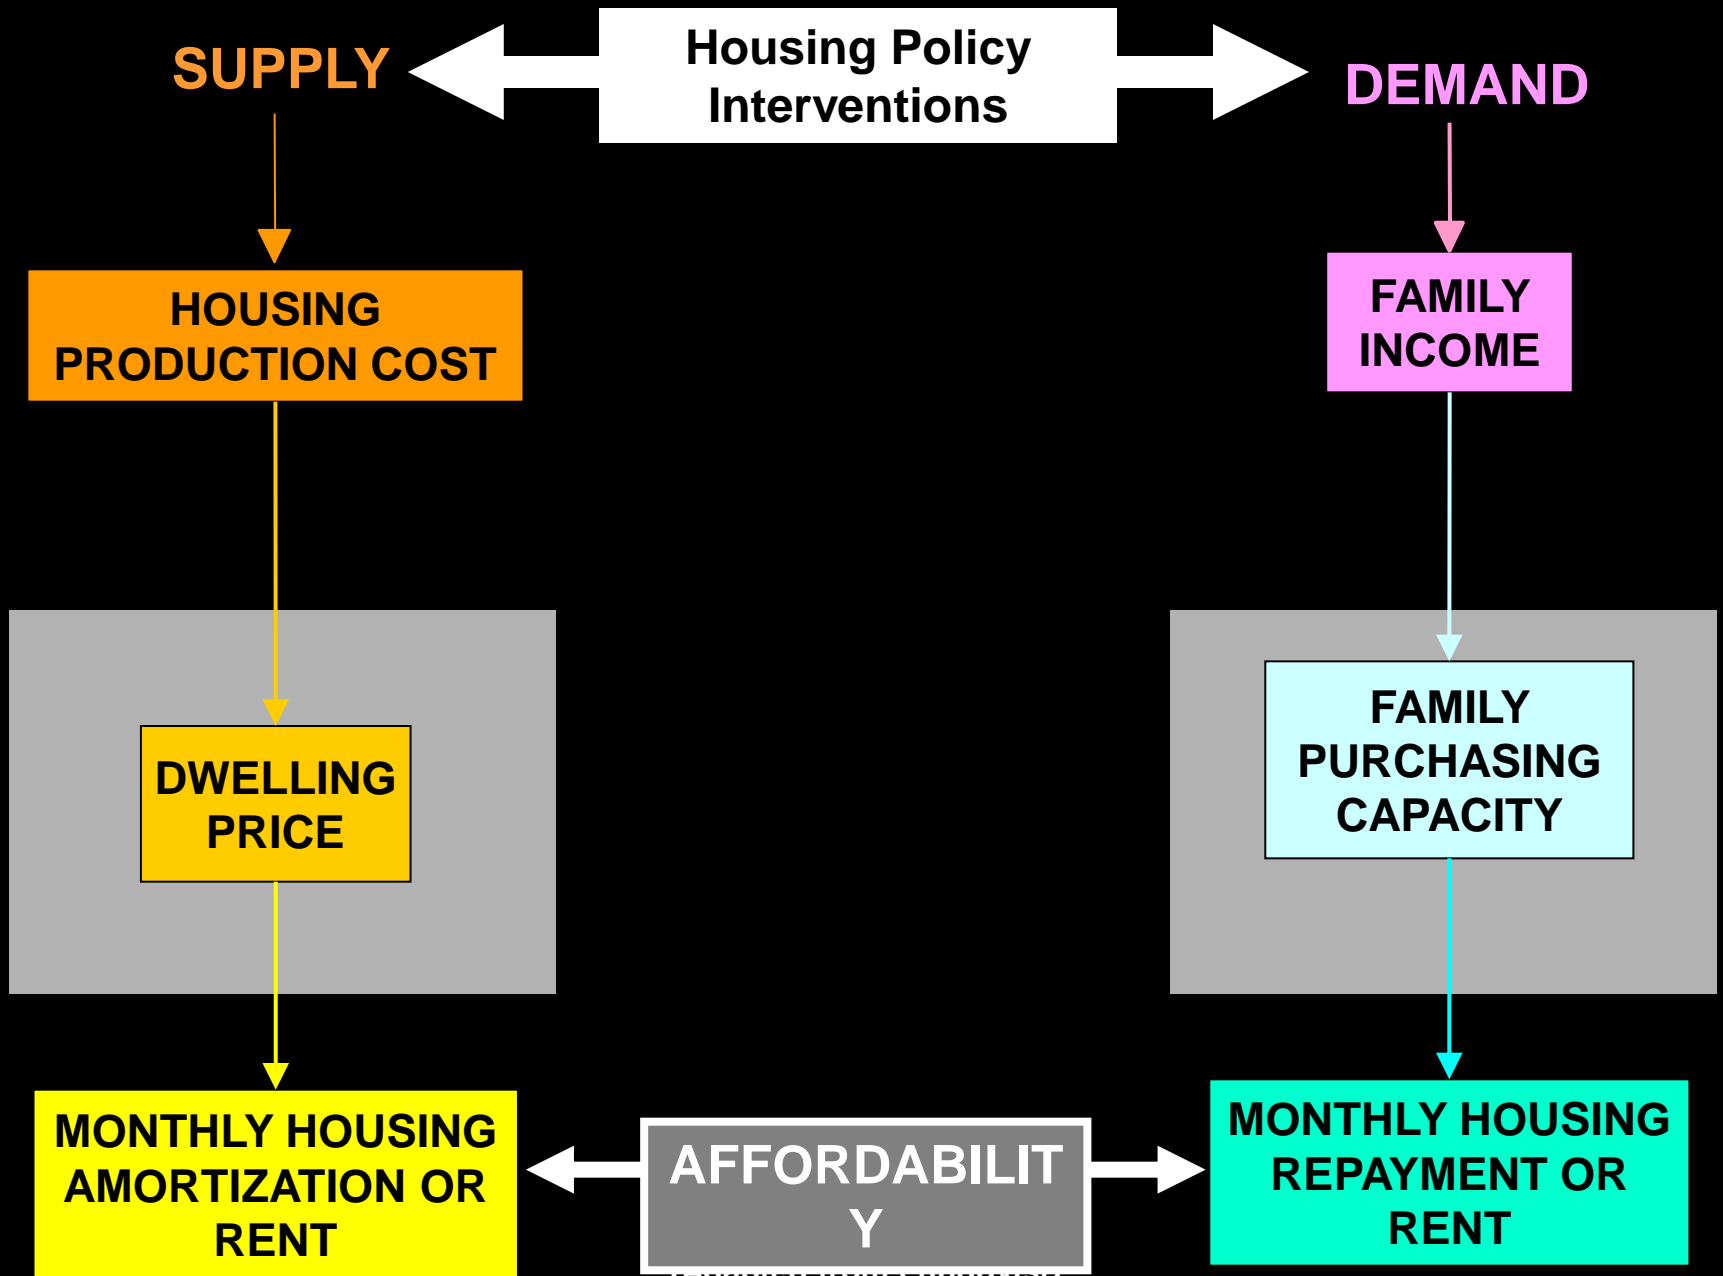 Housing Policy
Interventions
SUPPLY
DEMAND
HOUSING
PRODUCTION COST
FAMILY
INCOME
DWELLING
PRICE
FAMILY
PURCHASING
CAPACITY
MONTHLY HOUSING
AMORTIZATION OR
RENT
AFFORDABILIT
Y
MONTHLY HOUSING
REPAYMENT OR
RENT